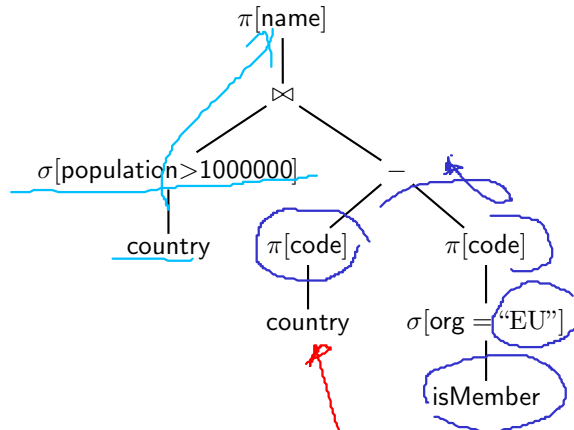 π[name]
⋈
σ[population>1000000]
−
country
π[code]
π[code]
country
σ[org = “EU”]
isMember